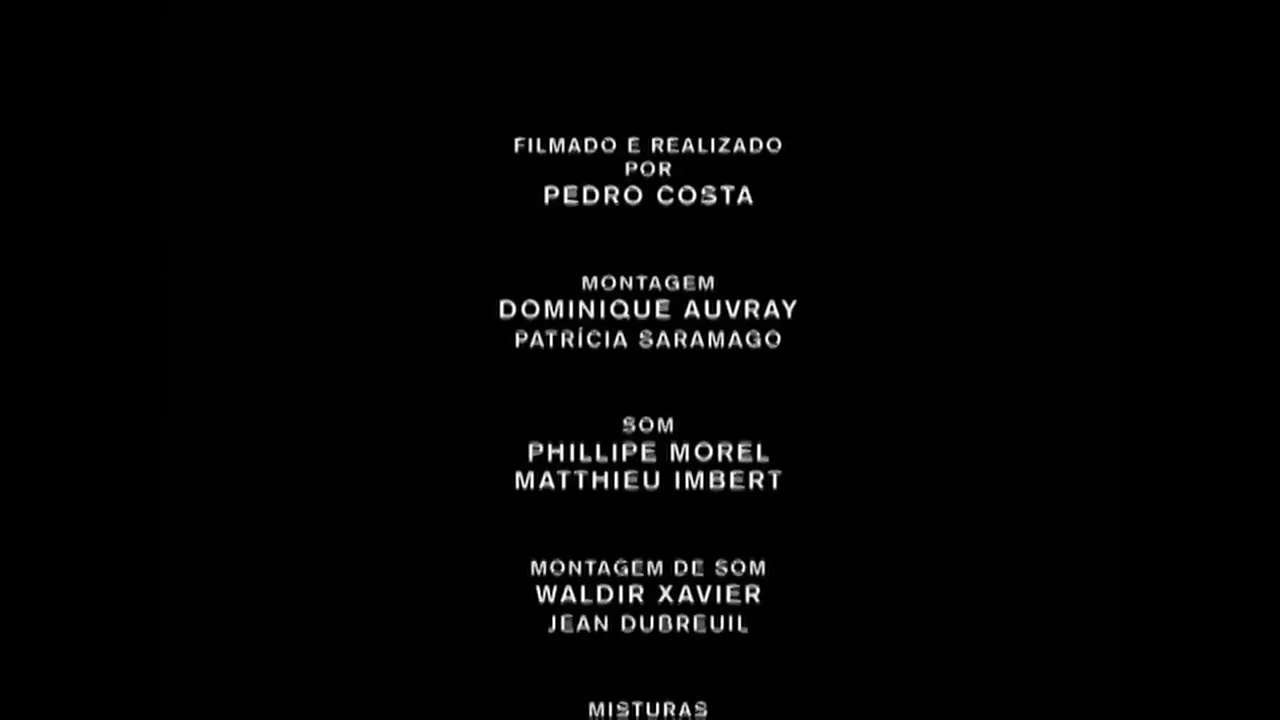 FILMADO E REALIZADO
POR
PEDRO COSTA
MONTAGEM
DOMINIQUE AUVRAY
PATRÍCIA SARAMAGO
SOM
PHILLIPE MOREL
MATTHIEU IMBERT
MONTAGEM DE SOM
WALDIR XAVIER
JEAN DUBREUIL
MISTURAS